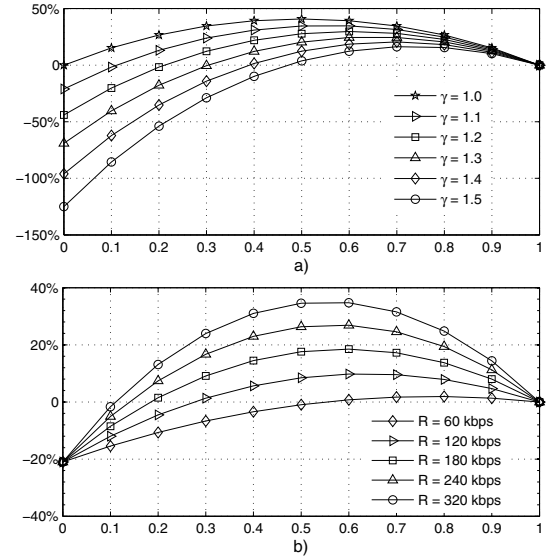 50%
0
−50%
−100%
−150%
γ = 1.0
γ = 1.1
γ = 1.2
γ = 1.3
γ = 1.4
γ = 1.5
0 0.1 0.2 0.3 0.4 0.5 0.6 0.7 0.8 0.9 1
a)
40%
20%
0
−20%
−40%
R = 60 kbps
R = 120 kbps
R = 180 kbps
R = 240 kbps
R = 320 kbps
0 0.1 0.2 0.3 0.4 0.5 0.6 0.7 0.8 0.9 1
b)